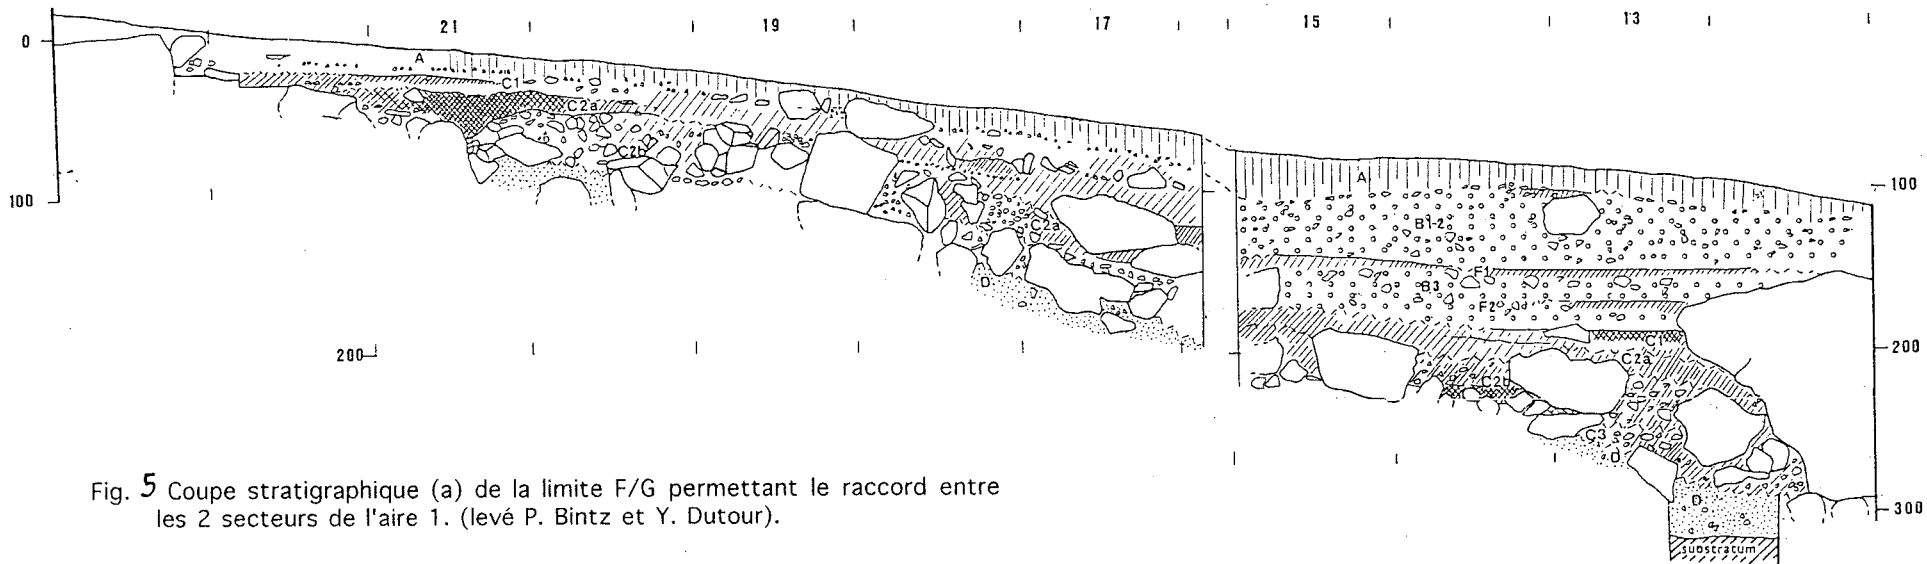 21 19 17 15 13
0
100
200
100
200
300
A
C1
C2a
C2b
C2a
D
A
B1-2
F1
B3
F2
C1
C2a
C2b
C3
D
D
substratum
Fig. 5 Coupe stratigraphique (a) de la limite F/G permettant le raccord entre
les 2 secteurs de l'aire 1. (levé P. Bintz et Y. Dutour).